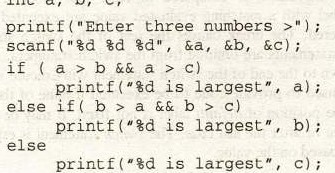 int a, b, c;
printf("Enter three numbers >");
scanf("%d %d %d", &a, &b, &c);
if ( a > b && a > c)
printf("%d is largest", a);
else if( b > a && b > c)
printf("%d is largest", b);
else
printf("%d is largest", c);